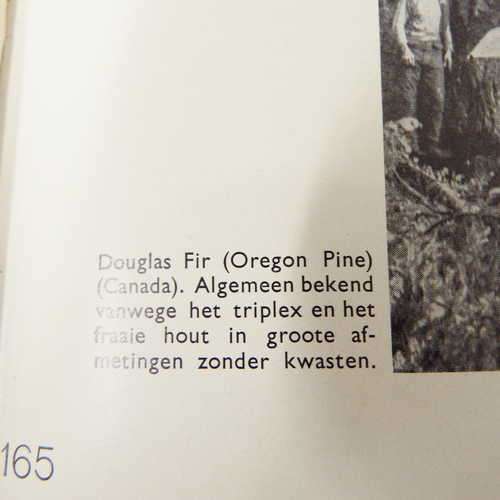 Douglas Fir (Oregon Pine)
(Canada). Algemeen bekend
vanwege het triplex en het
fraaie hout in groote af-
metingen zonder kwasten.
165